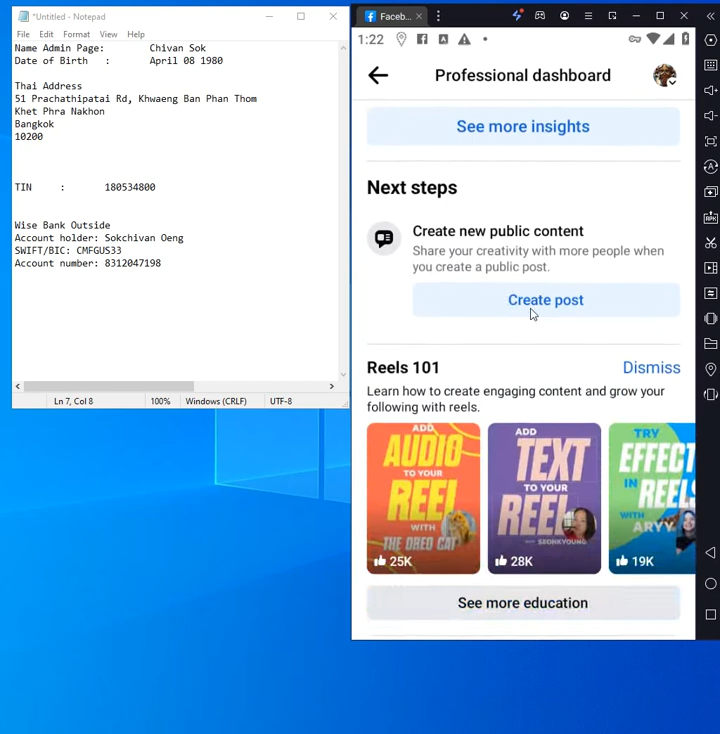 *Untitled - Notepad
File Edit Format View Help
Name Admin Page: Chivan Sok
Date of Birth : April 08 1980
Thai Address
51 Prachathipatai Rd, Khwaeng Ban Phan Thom
Khet Phra Nakhon
Bangkok
10200
TIN : 180534800
Wise Bank Outside
Account holder: Sokchivan Oeng
SWIFT/BIC: CMFGUS33
Account number: 8312047198
Ln 7, Col 8 100% Windows (CRLF) UTF-8
Faceb...
1:22
Professional dashboard
See more insights
Next steps
Create new public content
Share your creativity with more people when
you create a public post.
Create post
Reels 101 Dismiss
Learn how to create engaging content and grow your
following with reels.
ADD
AUDIO
TO YOUR
REEL
WITH
THE OREO CAT
25K
ADD
TEXT
TO YOUR
REEL
WITH SEONKYOUNG
28K
TRY
EFFECT
IN
REELS
WITH
ARYY
19K
See more education
APK